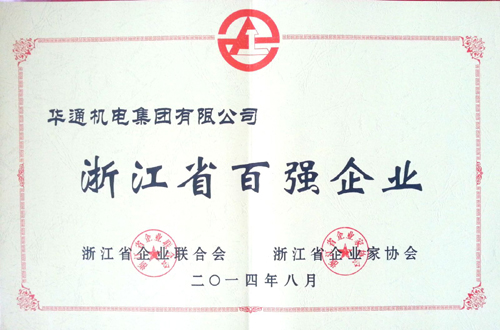 华通机电集团有限公司
浙江省百强企业
浙江省企业联合会 浙江省企业家协会
二〇一四年八月